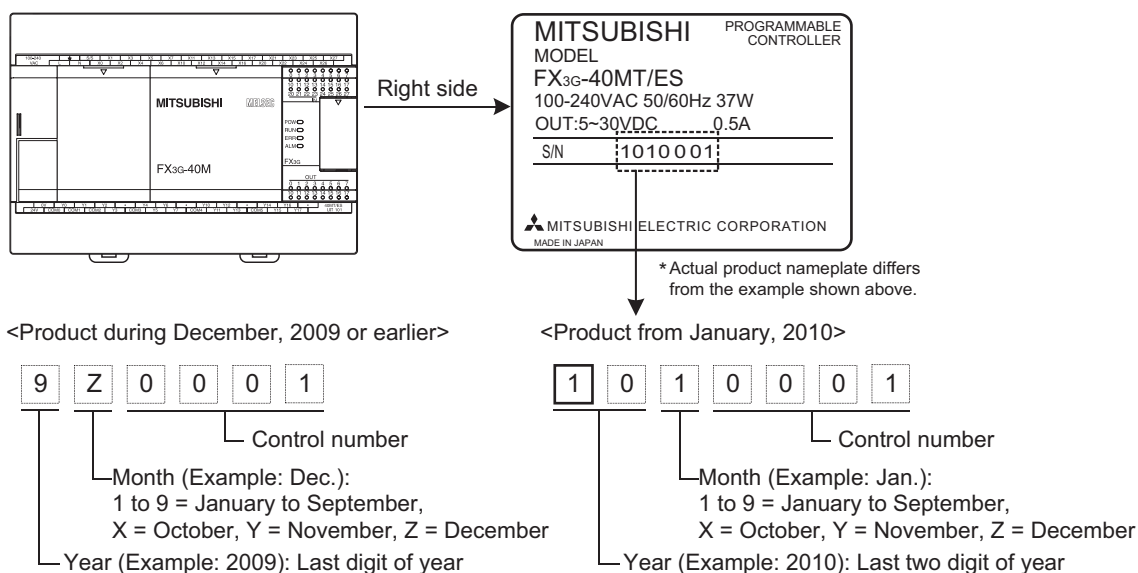 MITSUBISHI
MELSEC
POW
RUN
ERR
ALM
FX3G
FX3G-40M
OUT
Right side
MITSUBISHI PROGRAMMABLE CONTROLLER
MODEL
FX3G-40MT/ES
100-240VAC 50/60Hz 37W
OUT:5~30VDC 0.5A
S/N 1010001
MITSUBISHI ELECTRIC CORPORATION
MADE IN JAPAN
*Actual product nameplate differs
from the example shown above.
<Product during December, 2009 or earlier>
9 Z 0 0 0 1
Control number
Month (Example: Dec.):
1 to 9 = January to September,
X = October, Y = November, Z = December
Year (Example: 2009): Last digit of year
<Product from January, 2010>
1 0 1 0 0 0 1
Control number
Month (Example: Jan.):
1 to 9 = January to September,
X = October, Y = November, Z = December
Year (Example: 2010): Last two digit of year